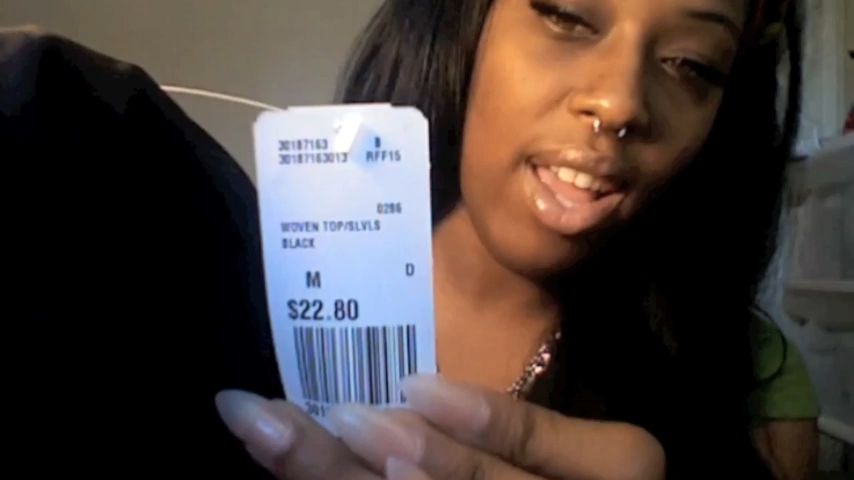 30187163 B
30187163013 RFF15
0286
WOVEN TOP/SLVLS
BLACK
M D
$22.80